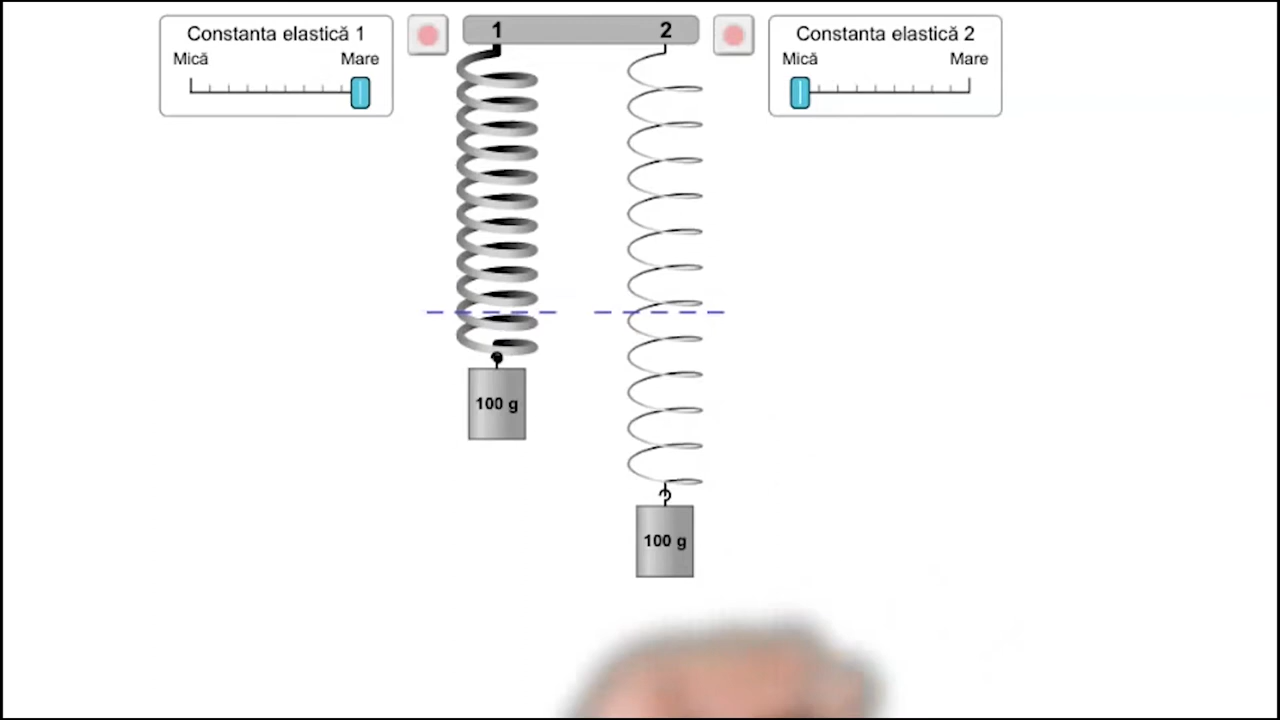 Constanta elastică 1
Mică Mare
1 2
Constanta elastică 2
Mică Mare
100 g
100 g